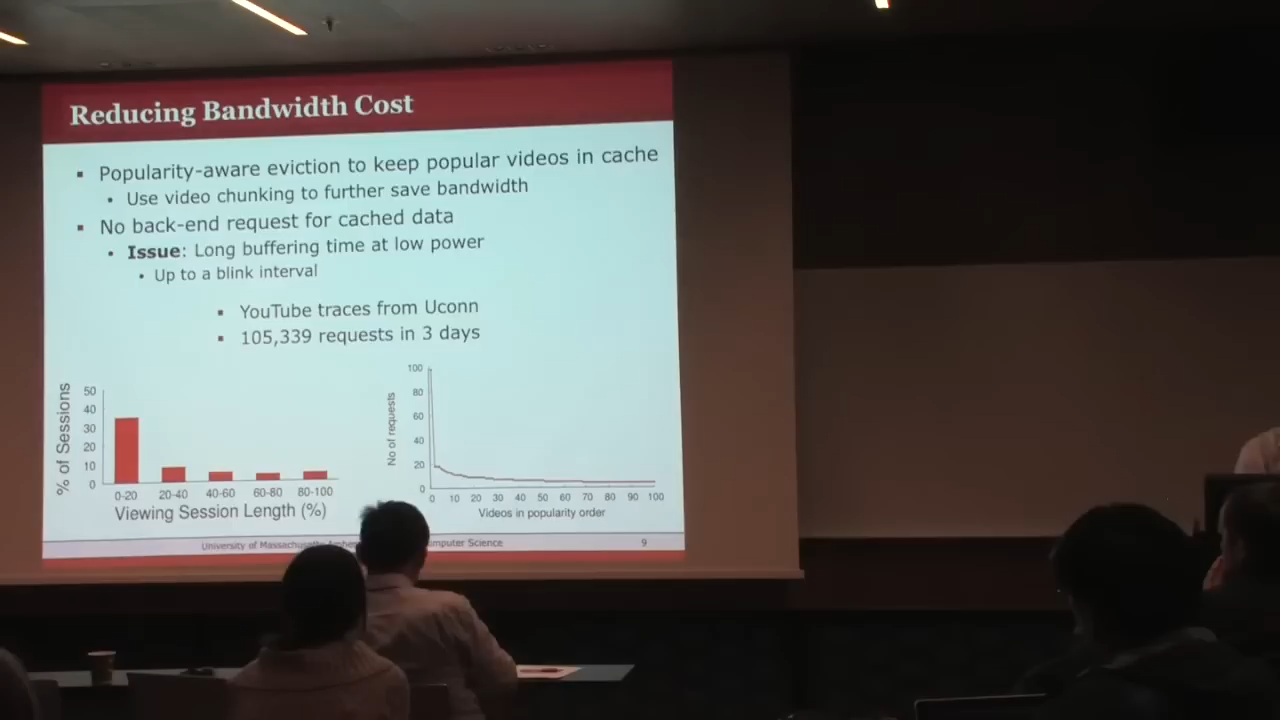 Reducing Bandwidth Cost
Popularity-aware eviction to keep popular videos in cache
Use video chunking to further save bandwidth
No back-end request for cached data
Issue: Long buffering time at low power
Up to a blink interval
YouTube traces from Uconn
105,339 requests in 3 days
% of Sessions
50
40
30
20
10
0
0-20 20-40 40-60 60-80 80-100
Viewing Session Length (%)
No of requests
100
80
60
40
20
0
0 10 20 30 40 50 60 70 80 90 100
Videos in popularity order
University of Massachusetts Computer Science
9